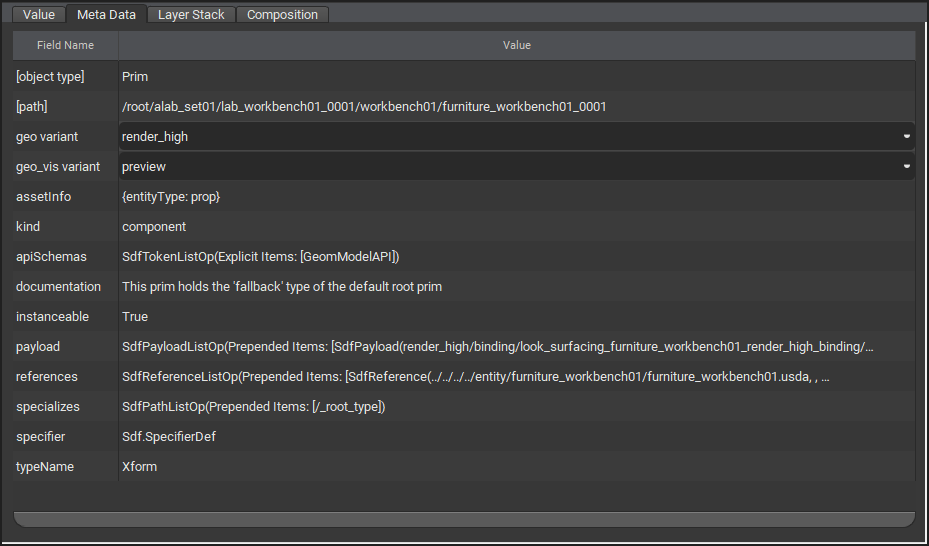 Value Meta Data Layer Stack Composition
Field Name Value
[object type] Prim
[path] /root/alab_set01/lab_workbench01_0001/workbench01/furniture_workbench01_0001
geo variant render_high
geo_vis variant preview
assetInfo {entityType: prop}
kind component
apiSchemas SdfTokenListOp(Explicit Items: [GeomModelAPI])
documentation This prim holds the 'fallback' type of the default root prim
instanceable True
payload SdfPayloadListOp(Prepended Items: [SdfPayload(render_high/binding/look_surfacing_furniture_workbench01_render_high_binding/...
references SdfReferenceListOp(Prepended Items: [SdfReference(../../../../entity/furniture_workbench01/furniture_workbench01.usda, , ...
specializes SdfPathListOp(Prepended Items: [/_root_type])
specifier Sdf.SpecifierDef
typeName Xform